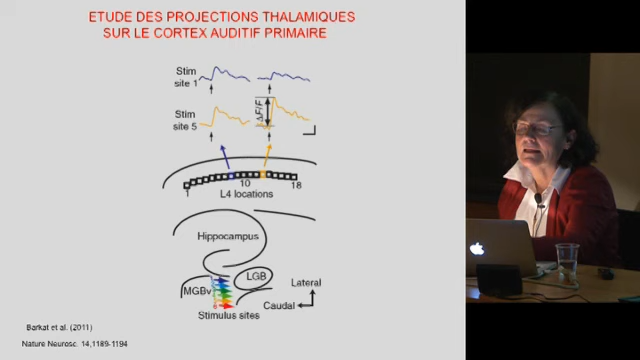 ETUDE DES PROJECTIONS THALAMIQUES
SUR LE CORTEX AUDITIF PRIMAIRE
Stim
site 1
Stim
site 5
ΔF/F
1
10
18
L4 locations
Hippocampus
LGB
MGBv
Lateral
Caudal
Stimulus sites
Barkat et al. (2011)
Nature Neurosc. 14,1189-1194